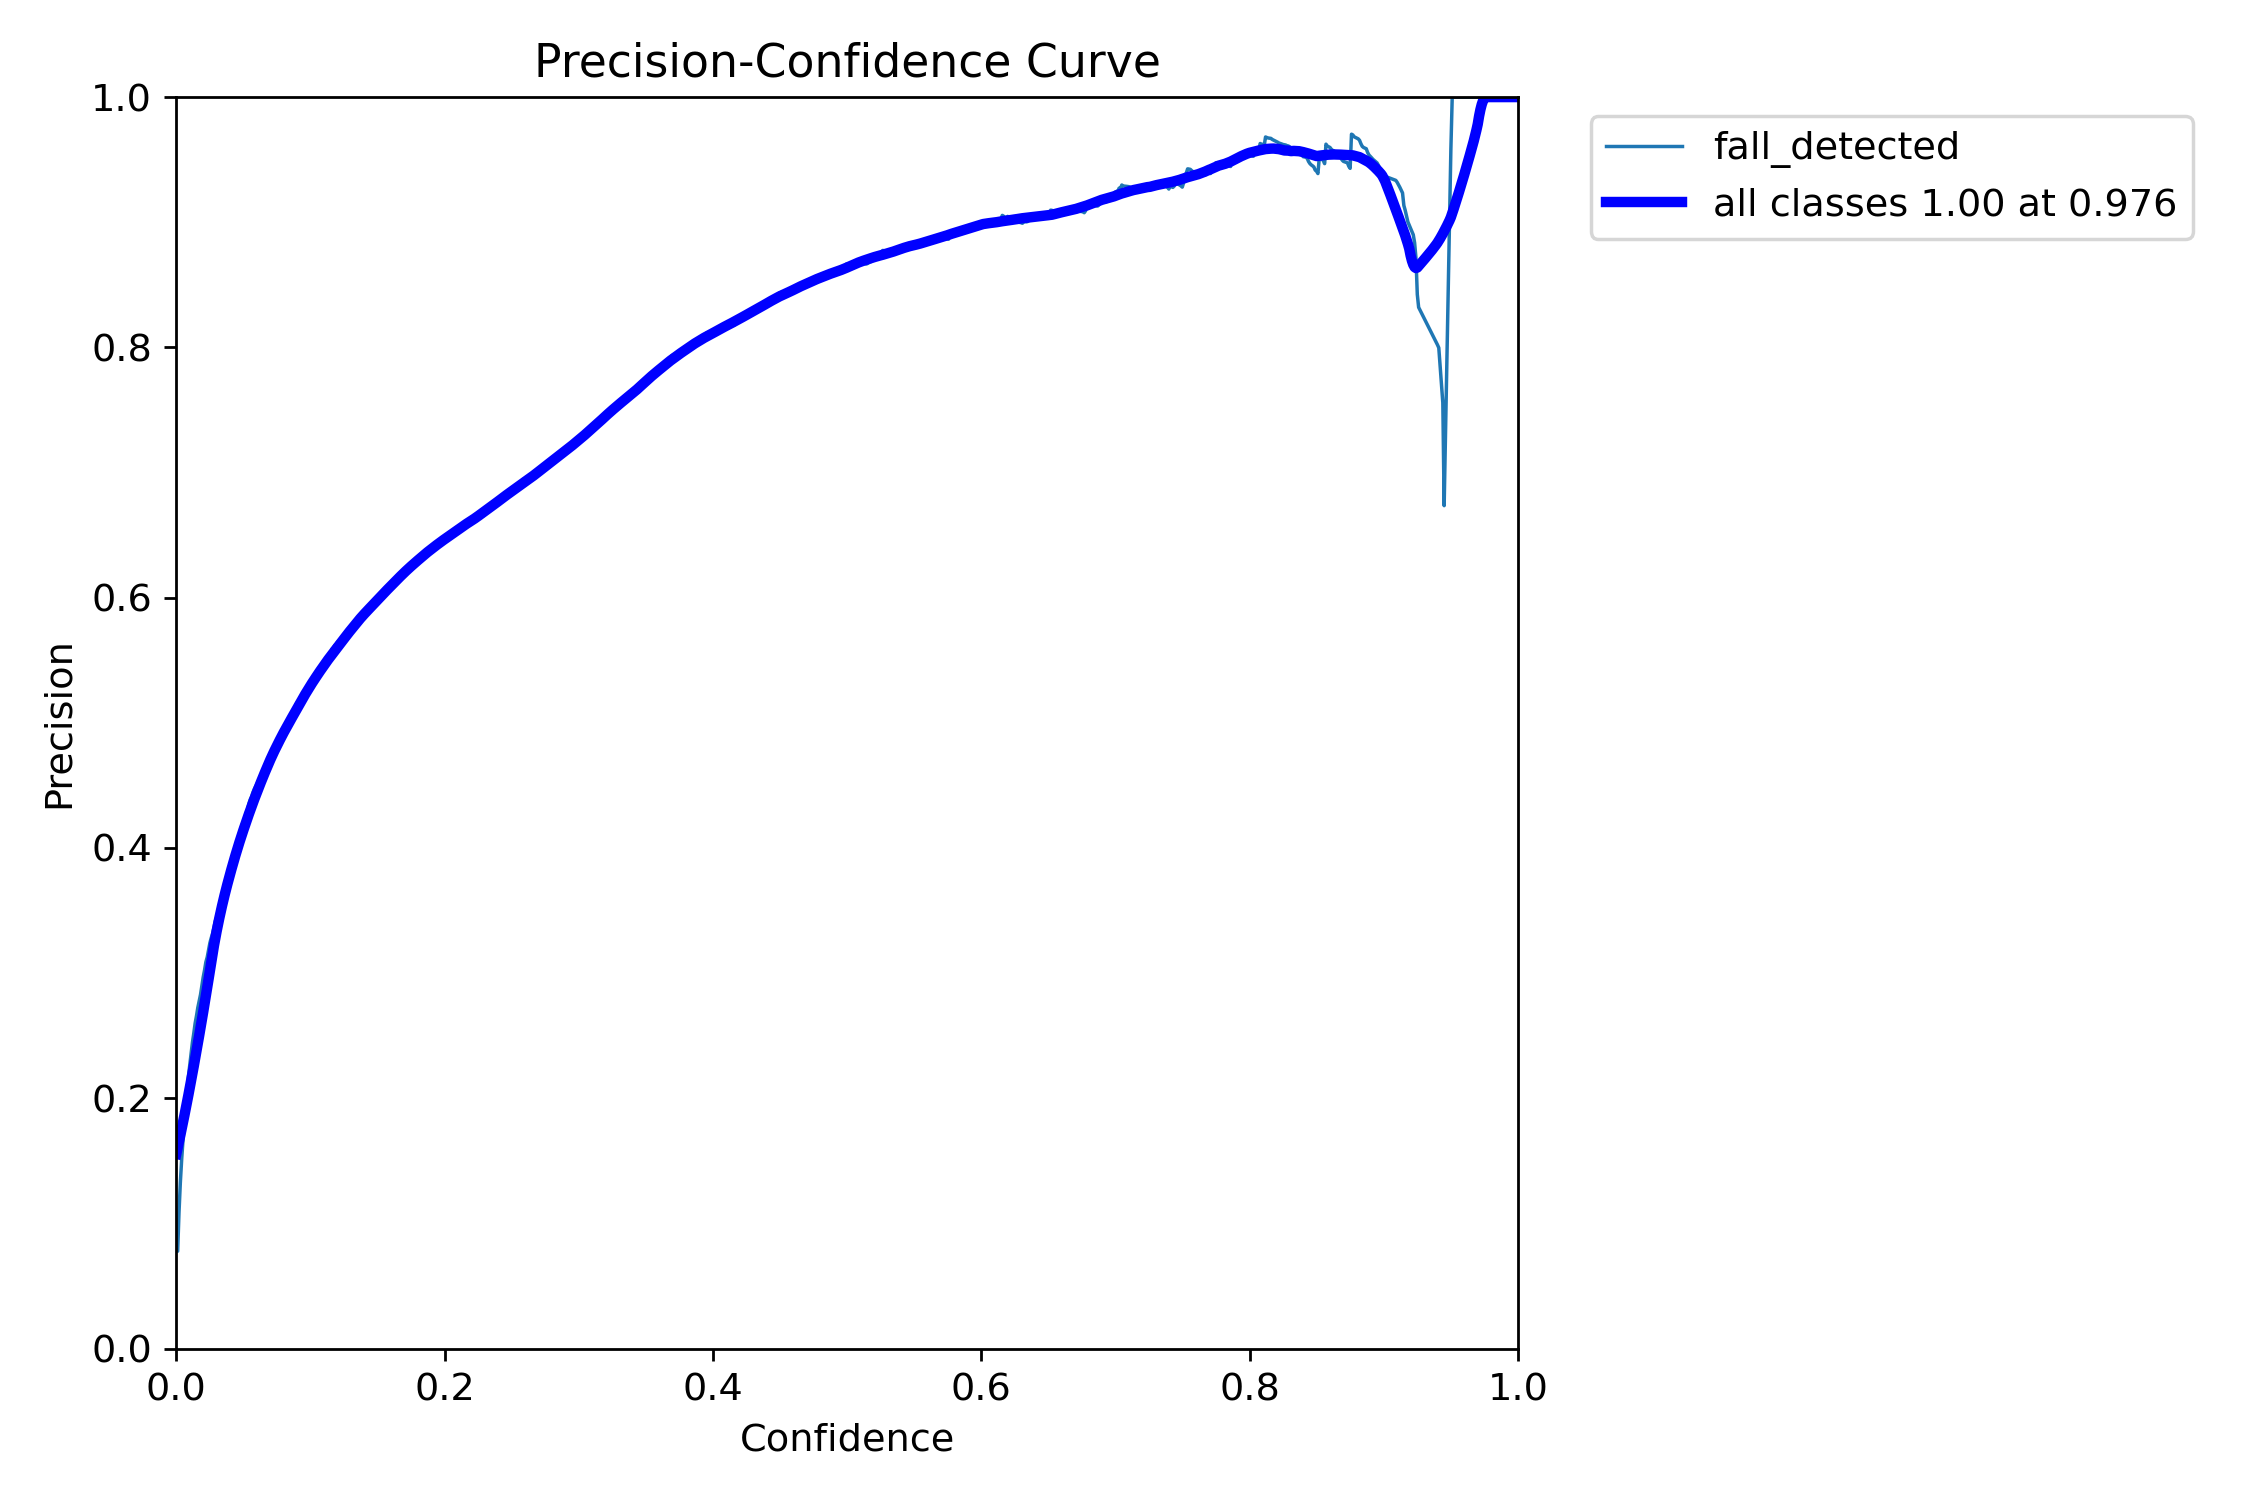 Precision-Confidence Curve
1.0
0.8
0.6
0.4
0.2
0.0
Precision
0.0 0.2 0.4 0.6 0.8 1.0
Confidence
fall_detected
all classes 1.00 at 0.976